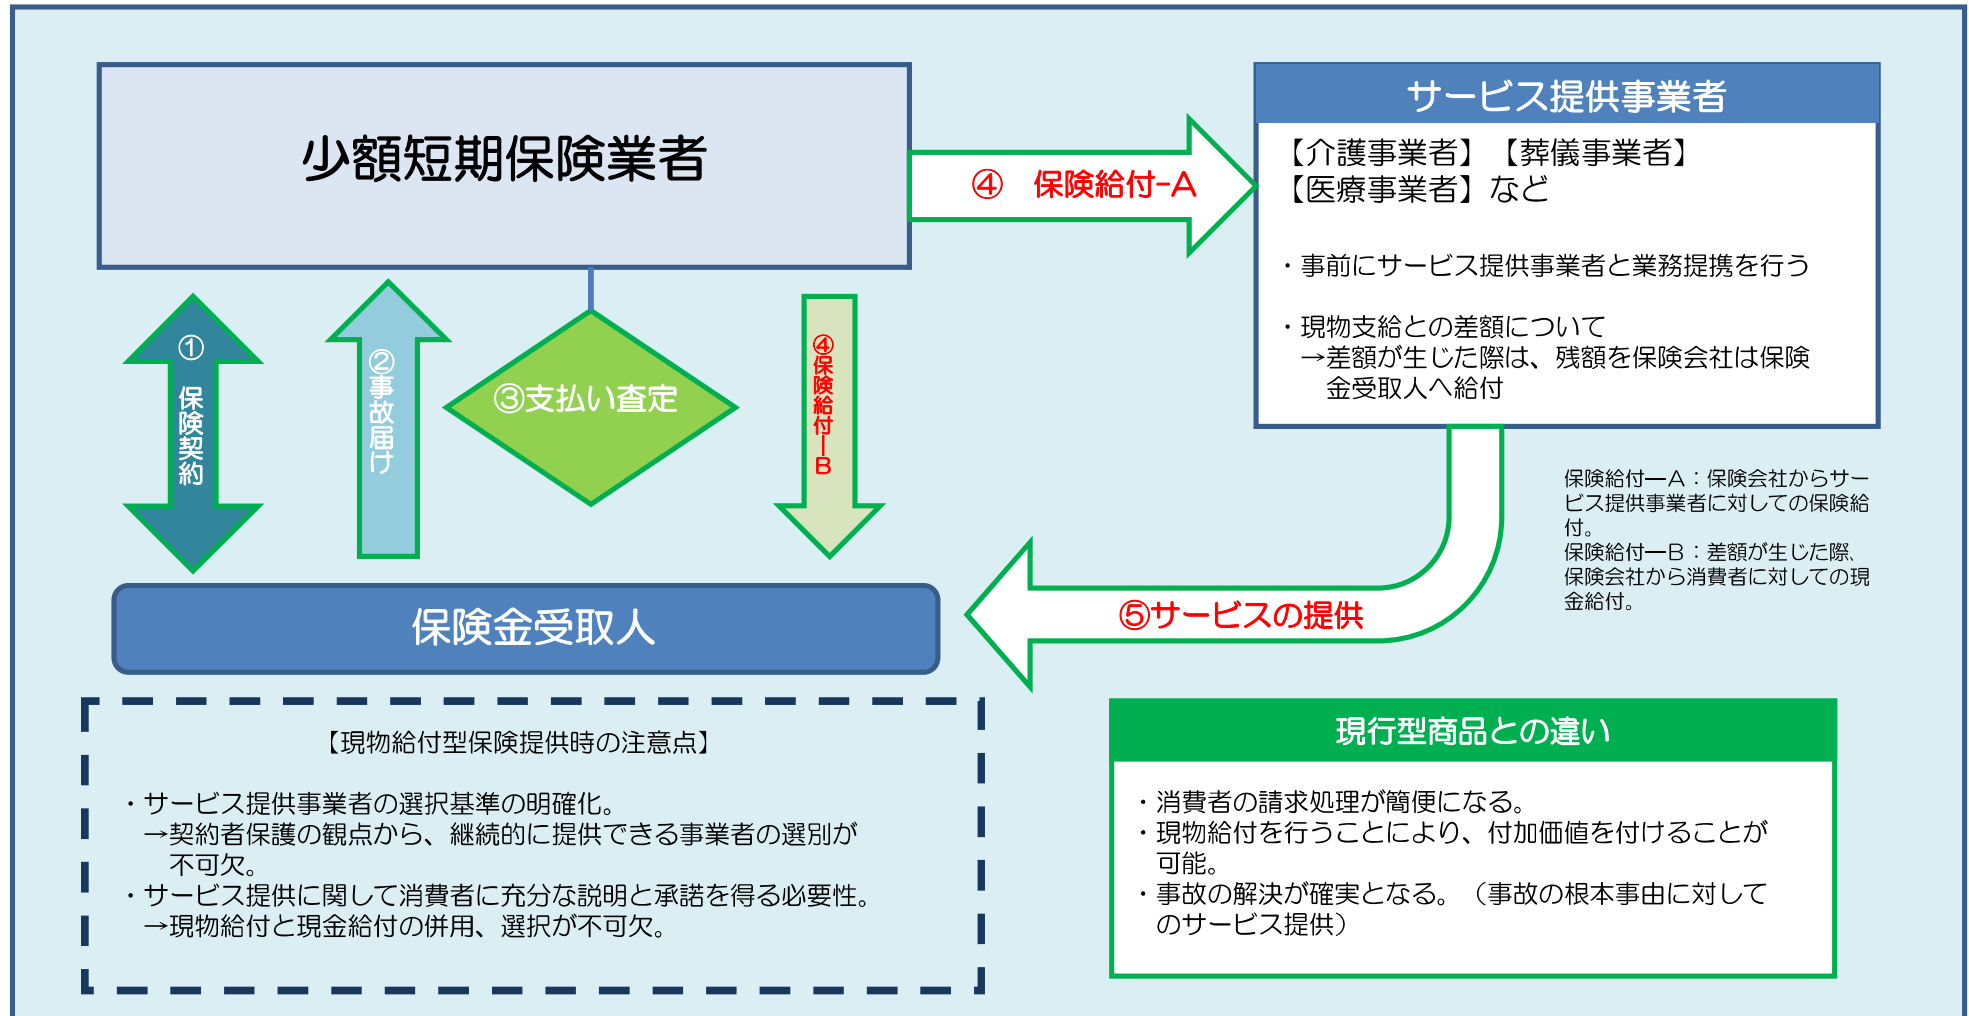 少額短期保険業者
④　保険給付-A
サービス提供事業者
【介護事業者】【葬儀事業者】
【医療事業者】など
・事前にサービス提供事業者と業務提携を行う
・現物支給との差額について
→差額が生じた際は、残額を保険会社は保険
金受取人へ給付
①　保険契約
②事故届け
③支払い査定
④保険給付―B
保険給付―A：保険会社からサー
ビス提供事業者に対しての保険給
付。
保険給付―B：差額が生じた際、
保険会社から消費者に対しての現
金給付。
⑤サービスの提供
保険金受取人
【現物給付型保険提供時の注意点】
・サービス提供事業者の選択基準の明確化。
→契約者保護の観点から、継続的に提供できる事業者の選別が
不可欠。
・サービス提供に関して消費者に充分な説明と承諾を得る必要性。
→現物給付と現金給付の併用、選択が不可欠。
現行型商品との違い
・消費者の請求処理が簡便になる。
・現物給付を行うことにより、付加価値を付けることが
可能。
・事故の解決が確実となる。（事故の根本事由に対して
のサービス提供）